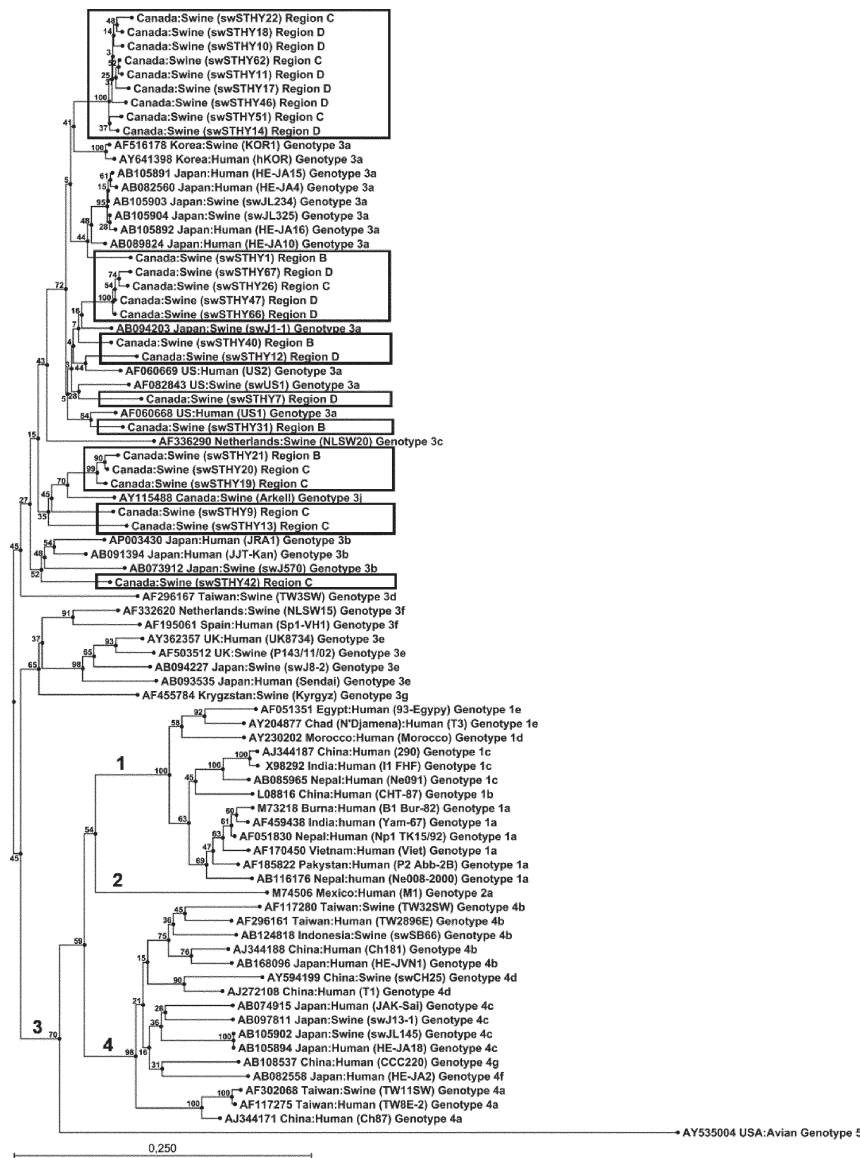 Canada:Swine (swSTHY22) Region C
Canada:Swine (swSTHY18) Region D
Canada:Swine (swSTHY10) Region D
Canada:Swine (swSTHY62) Region C
Canada:Swine (swSTHY11) Region D
Canada:Swine (swSTHY17) Region D
Canada:Swine (swSTHY46) Region D
Canada:Swine (swSTHY51) Region C
Canada:Swine (swSTHY14) Region D
AF516178 Korea:Swine (KOR1) Genotype 3a
AY641398 Korea:Human (hKOR) Genotype 3a
AB105891 Japan:Human (HE-JA15) Genotype 3a
AB082560 Japan:Human (HE-JA4) Genotype 3a
AB105903 Japan:Swine (swJL234) Genotype 3a
AB105904 Japan:Swine (swJL325) Genotype 3a
AB105892 Japan:Human (HE-JA16) Genotype 3a
AB089824 Japan:Human (HE-JA10) Genotype 3a
Canada:Swine (swSTHY1) Region B
Canada:Swine (swSTHY67) Region D
Canada:Swine (swSTHY26) Region C
Canada:Swine (swSTHY47) Region D
Canada:Swine (swSTHY66) Region D
AB094203 Japan:Swine (swJ1-1) Genotype 3a
Canada:Swine (swSTHY40) Region B
Canada:Swine (swSTHY12) Region D
AF060669 US:Human (US2) Genotype 3a
AF082843 US:Swine (swUS1) Genotype 3a
Canada:Swine (swSTHY7) Region D
AF060668 US:Human (US1) Genotype 3a
Canada:Swine (swSTHY31) Region B
AF336290 Netherlands:Swine (NLSW20) Genotype 3c
Canada:Swine (swSTHY21) Region B
Canada:Swine (swSTHY20) Region C
Canada:Swine (swSTHY19) Region C
AY115488 Canada:Swine (Arkell) Genotype 3j
Canada:Swine (swSTHY9) Region C
Canada:Swine (swSTHY13) Region C
AP003430 Japan:Human (JRA1) Genotype 3b
AB091394 Japan:Human (JJT-Kan) Genotype 3b
AB073912 Japan:Swine (swJ570) Genotype 3b
Canada:Swine (swSTHY42) Region C
AF296167 Taiwan:Swine (TW3SW) Genotype 3d
AF332620 Netherlands:Swine (NLSW15) Genotype 3f
AF195061 Spain:Human (Sp1-VH1) Genotype 3f
AY362357 UK:Human (UK8734) Genotype 3e
AF503512 UK:Swine (P143/11/02) Genotype 3e
AB094227 Japan:Swine (swJ8-2) Genotype 3e
AB093535 Japan:Human (Sendai) Genotype 3e
AF455784 Krygzstan:Swine (Kyrgyz) Genotype 3g
AF051351 Egypt:Human (93-Egypy) Genotype 1e
AY204877 Chad (N'Djamena):Human (T3) Genotype 1e
AY230202 Morocco:Human (Morocco) Genotype 1d
AJ344187 China:Human (290) Genotype 1c
X98292 India:Human (I1 FHF) Genotype 1c
AB085965 Nepal:Human (Ne091) Genotype 1c
L08816 China:Human (CHT-87) Genotype 1b
M73218 Burna:Human (B1 Bur-82) Genotype 1a
AF459438 India:Human (Yam-67) Genotype 1a
AF051830 Nepal:Human (Np1 TK15/92) Genotype 1a
AF170450 Vietnam:Human (Viet) Genotype 1a
AF185822 Pakystan:Human (P2 Abb-2B) Genotype 1a
AB116176 Nepal:human (Ne008-2000) Genotype 1a
M74506 Mexico:Human (M1) Genotype 2a
AF117280 Taiwan:Swine (TW32SW) Genotype 4b
AF296161 Taiwan:Human (TW2896E) Genotype 4b
AB124818 Indonesia:Swine (swSB66) Genotype 4b
AJ344188 China:Human (Ch181) Genotype 4b
AB168096 Japan:Human (HE-JVN1) Genotype 4b
AY594199 China:Swine (swCH25) Genotype 4d
AJ272108 China:Human (T1) Genotype 4d
AB074915 Japan:Human (JAK-Sai) Genotype 4c
AB097811 Japan:Swine (swJ13-1) Genotype 4c
AB105902 Japan:Swine (swJL145) Genotype 4c
AB105894 Japan:Human (HE-JA18) Genotype 4c
AB108537 China:Human (CCC220) Genotype 4g
AB082558 Japan:Human (HE-JA2) Genotype 4f
AF302068 Taiwan:Swine (TW11SW) Genotype 4a
AF117275 Taiwan:Human (TW8E-2) Genotype 4a
AJ344171 China:Human (Ch87) Genotype 4a
AY535004 USA:Avian Genotype 5
1
2
3
4
0,250